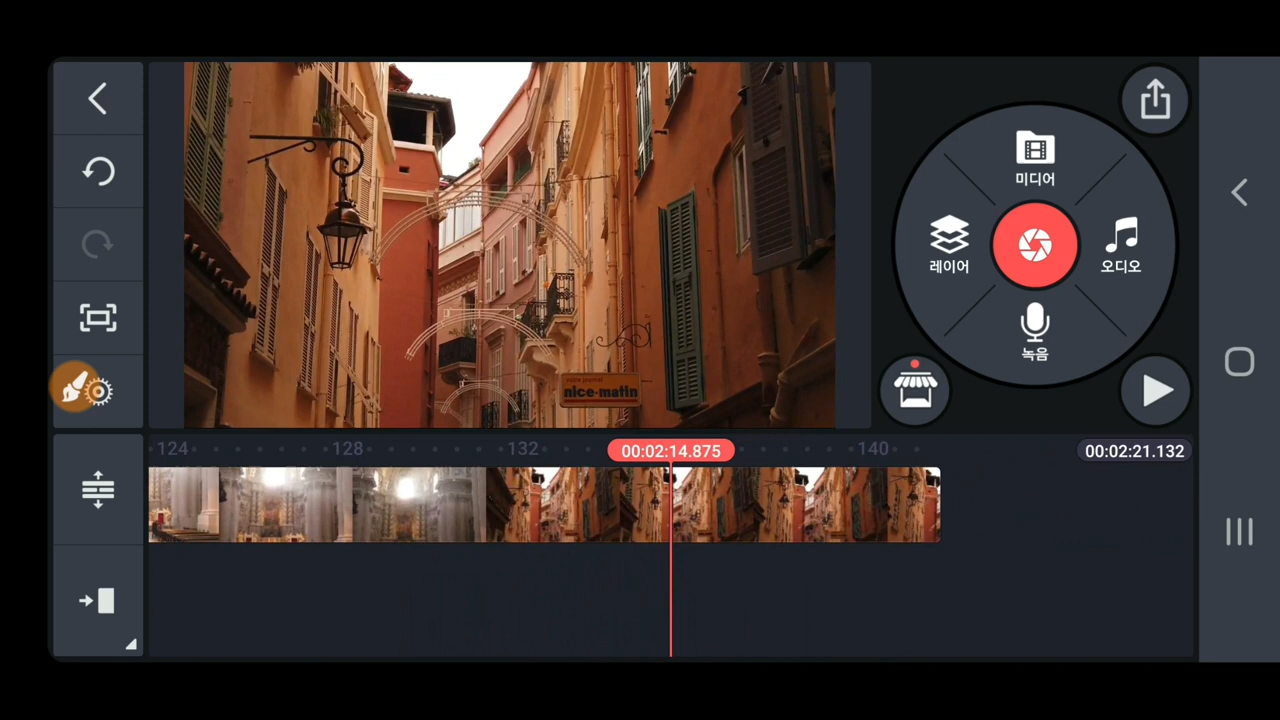 미디어
레이어
오디오
녹음
nice-matin
124
128
132
00:02:14.875
140
00:02:21.132